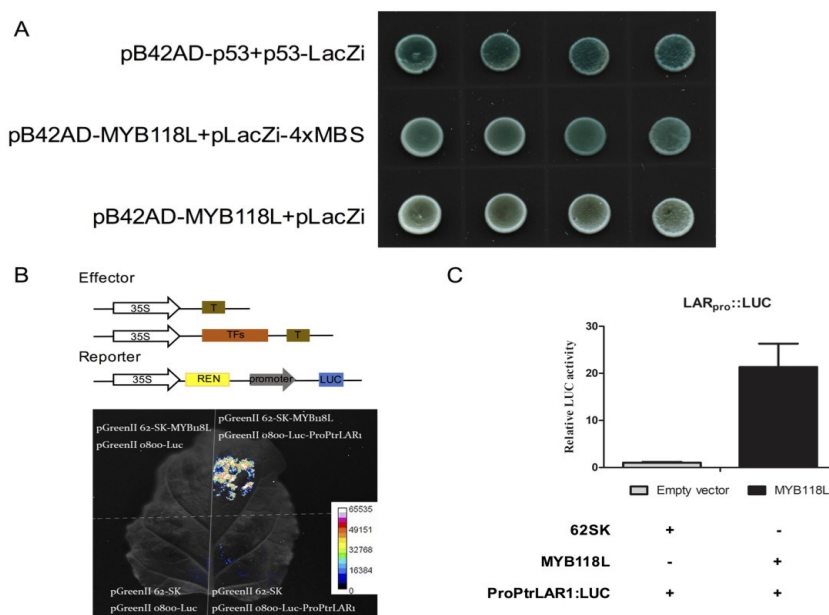 A
pB42AD-p53+p53-LacZi
pB42AD-MYB118L+pLacZi-4xMBS
pB42AD-MYB118L+pLacZi
B
Effector
35S
T
35S
TFs
T
Reporter
35S
REN
promoter
LUC
pGreenII 62-SK-MYB118L
pGreenII 0800-Luc
pGreenII 62-SK-MYB118L
pGreenII 0800-Luc-ProPtrLAR1
65535
49151
32768
16384
0
pGreenII 62-SK
pGreenII 0800-Luc
pGreenII 62-SK
pGreenII 0800-Luc-ProPtrLAR1
C
LARpro::LUC
Relative LUC activity
30
20
10
0
Empty vector
MYB118L
62SK + -
MYB118L - +
ProPtrLAR1:LUC + +